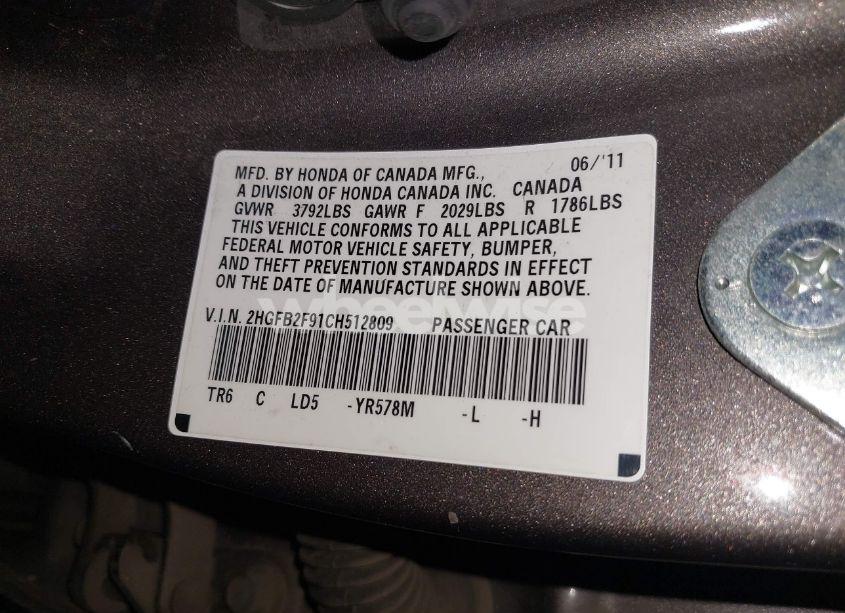 MFD. BY HONDA OF CANADA MFG., 06/'11
A DIVISION OF HONDA CANADA INC. CANADA
GVWR 3792LBS GAWR F 2029LBS R 1786LBS
THIS VEHICLE CONFORMS TO ALL APPLICABLE
FEDERAL MOTOR VEHICLE SAFETY, BUMPER,
AND THEFT PREVENTION STANDARDS IN EFFECT
ON THE DATE OF MANUFACTURE SHOWN ABOVE.
wheelwise
V.I.N. 2HGFB2F91CH512809 PASSENGER CAR
TR6 C LD5 -YR578M -L -H